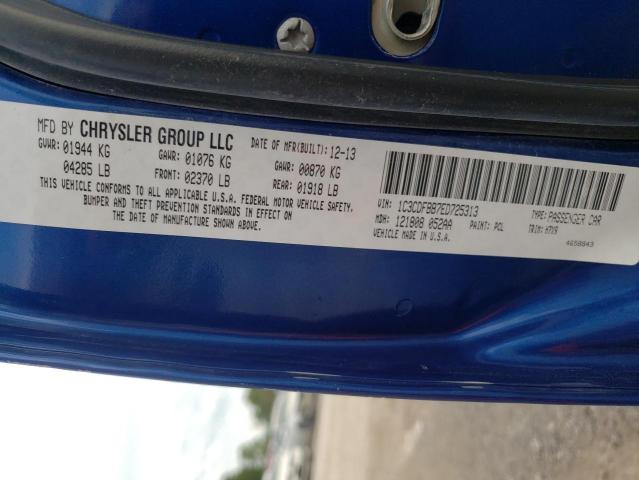 MFD BY CHRYSLER GROUP LLC DATE OF MFR(BUILT): 12-13
GVWR: 01944 KG GAWR: 01076 KG GAWR: 00870 KG
04285 LB FRONT: 02370 LB REAR: 01918 LB
THIS VEHICLE CONFORMS TO ALL APPLICABLE U.S.A. FEDERAL MOTOR VEHICLE SAFETY,
BUMPER AND THEFT PREVENTION STANDARDS IN EFFECT ON
THE DATE OF MANUFACTURE SHOWN ABOVE.
VIN: 1C3CDFBB7ED725313 TYPE: PASSENGER CAR
MDH: 121808 052AA PAINT: PCL TRIM: H7X9
VEHICLE MADE IN U.S.A. 4658843